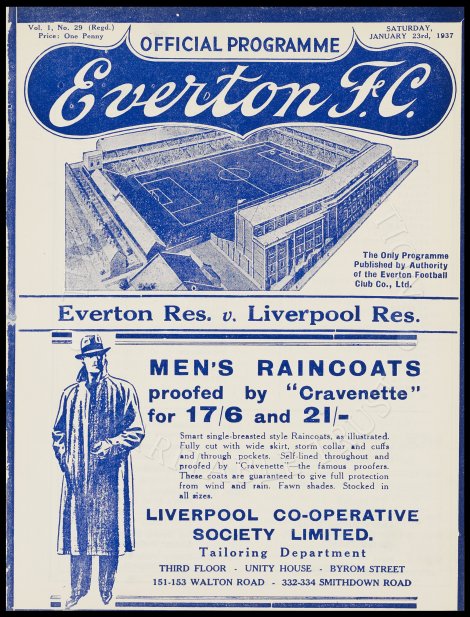 Vol. 1, No. 29 (Regd.)
Price: One Penny
SATURDAY,
JANUARY 23rd, 1937
OFFICIAL PROGRAMME
Everton F.C.
The Only Programme
Published by Authority
of the Everton Football
Club Co., Ltd.
Everton Res. v. Liverpool Res.
MEN'S RAINCOATS
proofed by "Cravenette"
for 17/6 and 21/-
Smart single-breasted style Raincoats, as illustrated.
Fully cut with wide skirt, storm collar and cuffs
and through pockets. Self-lined throughout and
proofed by "Cravenette"—the famous proofers.
These coats are guaranteed to give full protection
from wind and rain. Fawn shades. Stocked in
all sizes.
LIVERPOOL CO-OPERATIVE
SOCIETY LIMITED.
Tailoring Department
THIRD FLOOR - UNITY HOUSE - BYROM STREET
151-153 WALTON ROAD - 332-334 SMITHDOWN ROAD